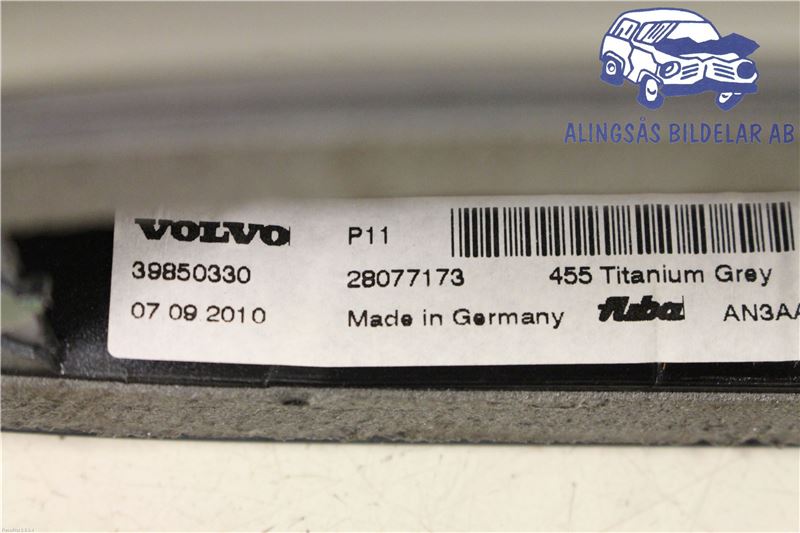 ALINGSÅS BILDELAR AB
VOLVO P11
39850330 28077173 455 Titanium Grey
07 09 2010 Made in Germany fuba AN3AA